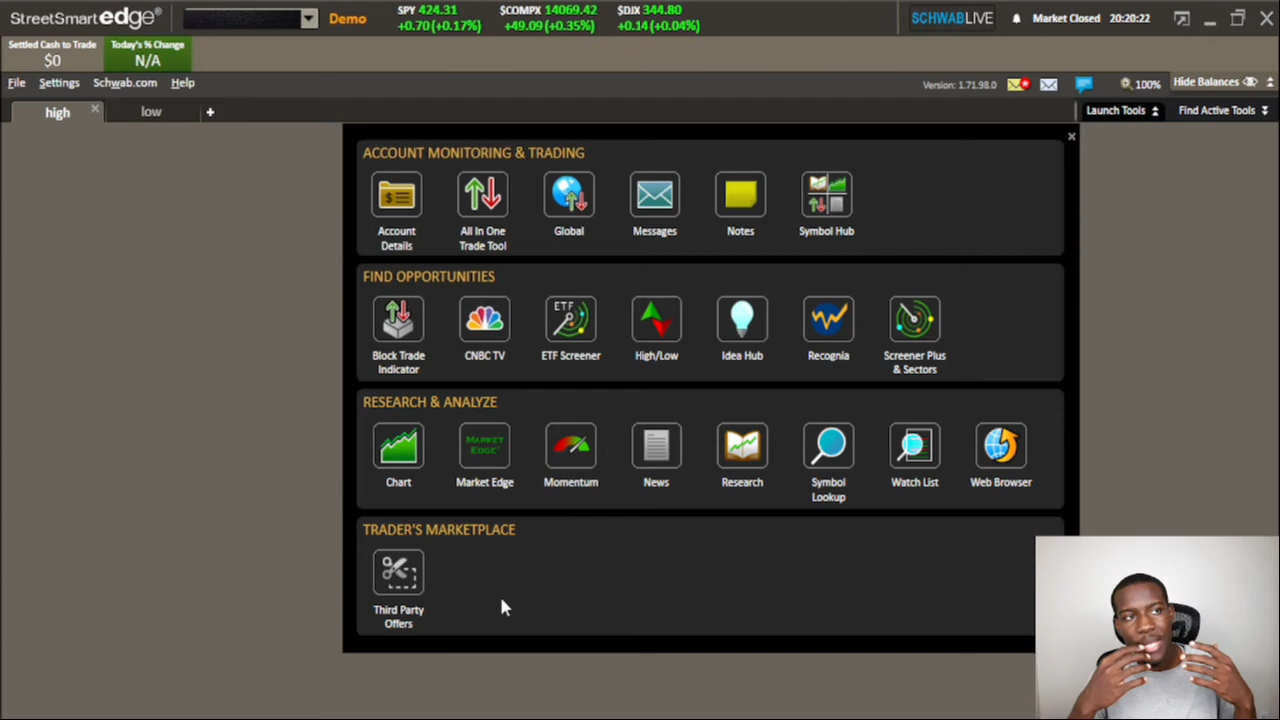 StreetSmart edge®
Demo
SPY 424.31
+0.70 (+0.17%)
$COMPX 14069.42
+49.09 (+0.35%)
$DJX 344.80
+0.14 (+0.04%)
SCHWABLIVE
Market Closed
20:20:22
Settled Cash to Trade
$0
Today's % Change
N/A
File
Settings
Schwab.com
Help
Version: 1.71.98.0
100%
Hide Balances
high
low
+
Launch Tools
Find Active Tools
ACCOUNT MONITORING & TRADING
Account
Details
All In One
Trade Tool
Global
Messages
Notes
Symbol Hub
FIND OPPORTUNITIES
ETF
Block Trade
Indicator
CNBC TV
ETF Screener
High/Low
Idea Hub
Recognia
Screener Plus
& Sectors
RESEARCH & ANALYZE
MARKET
EDGE
Chart
Market Edge
Momentum
News
Research
Symbol
Lookup
Watch List
Web Browser
TRADER'S MARKETPLACE
Third Party
Offers